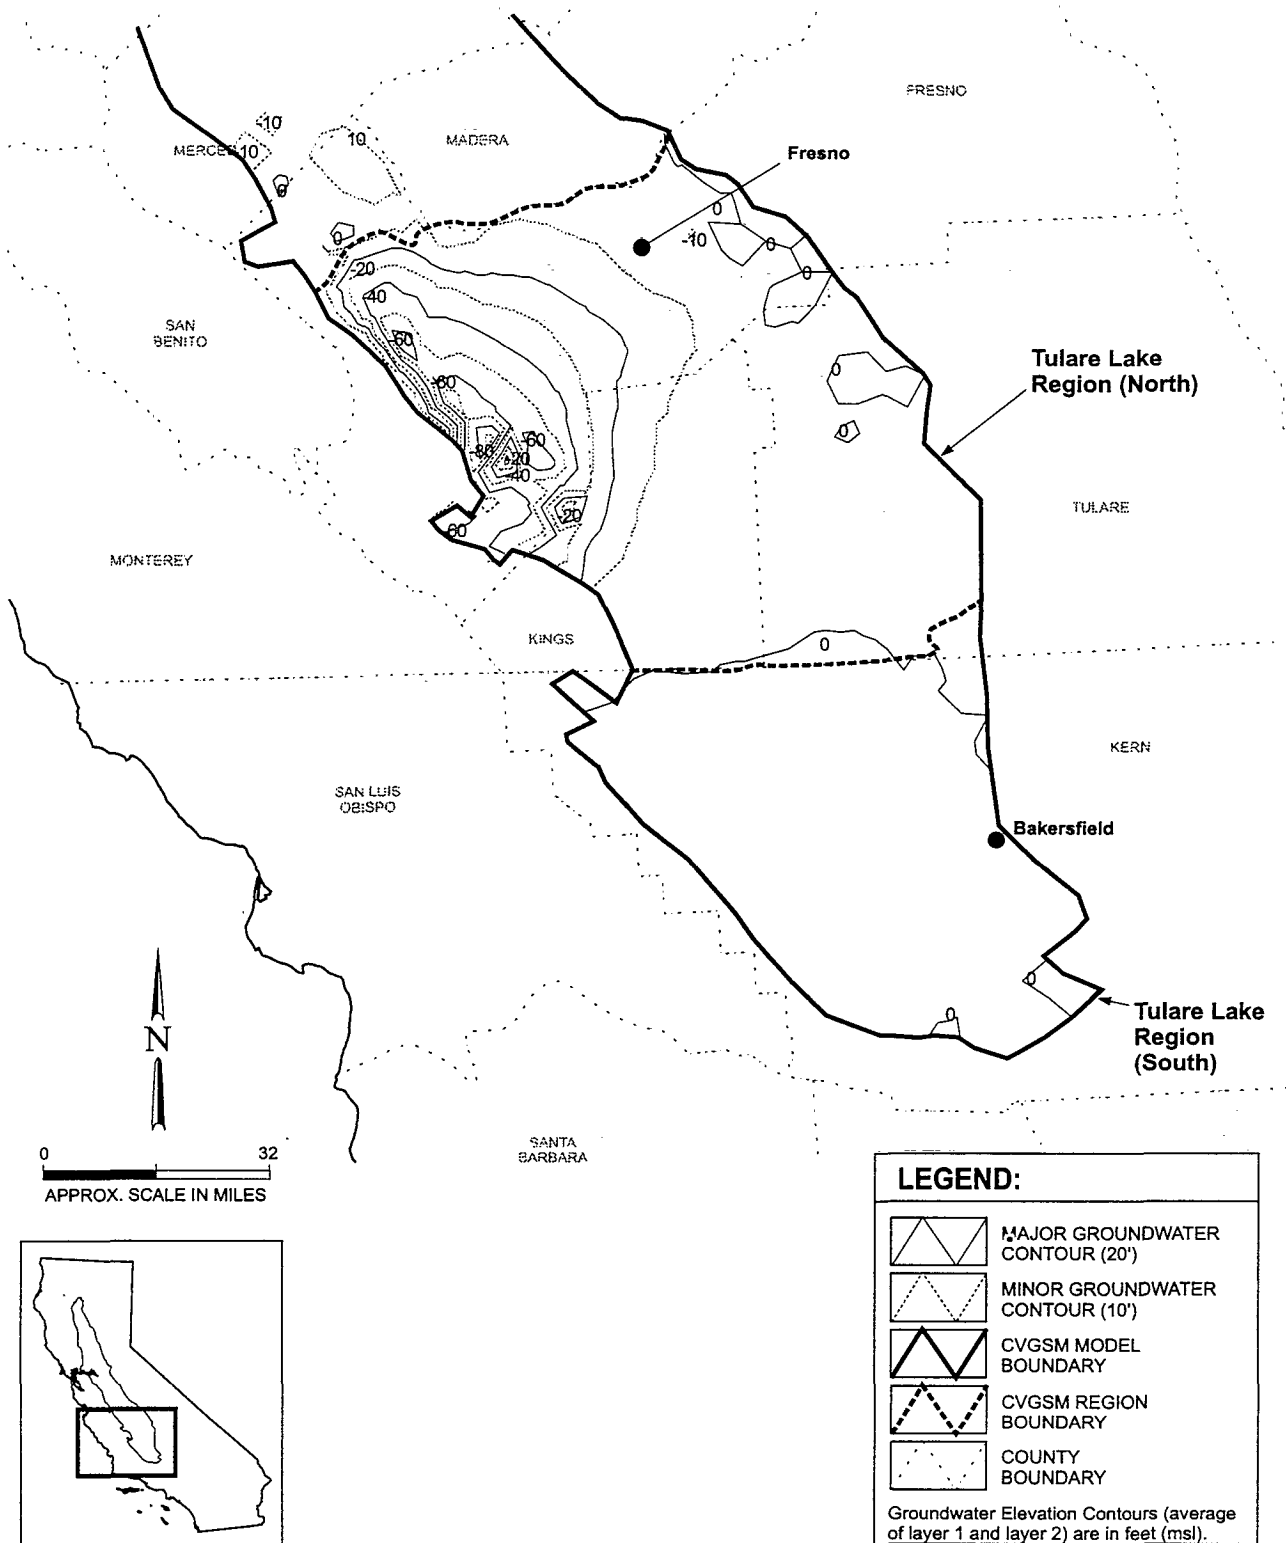 FRESNO
-10
10
MADERA
MERCED
10
Fresno
0
0
0
-10
0
0
-20
-40
SAN
BENITO
-60
Tulare Lake
Region (North)
0
-60
0
-60
-80
-20
-40
TULARE
-20
-60
MONTEREY
KINGS
0
KERN
SAN LUIS
OBISPO
Bakersfield
0
0
Tulare Lake
Region
(South)
N
SANTA
BARBARA
0 32
APPROX. SCALE IN MILES
LEGEND:
MAJOR GROUNDWATER
CONTOUR (20')
MINOR GROUNDWATER
CONTOUR (10')
CVGSM MODEL
BOUNDARY
CVGSM REGION
BOUNDARY
COUNTY
BOUNDARY
Groundwater Elevation Contours (average
of layer 1 and layer 2) are in feet (msl).